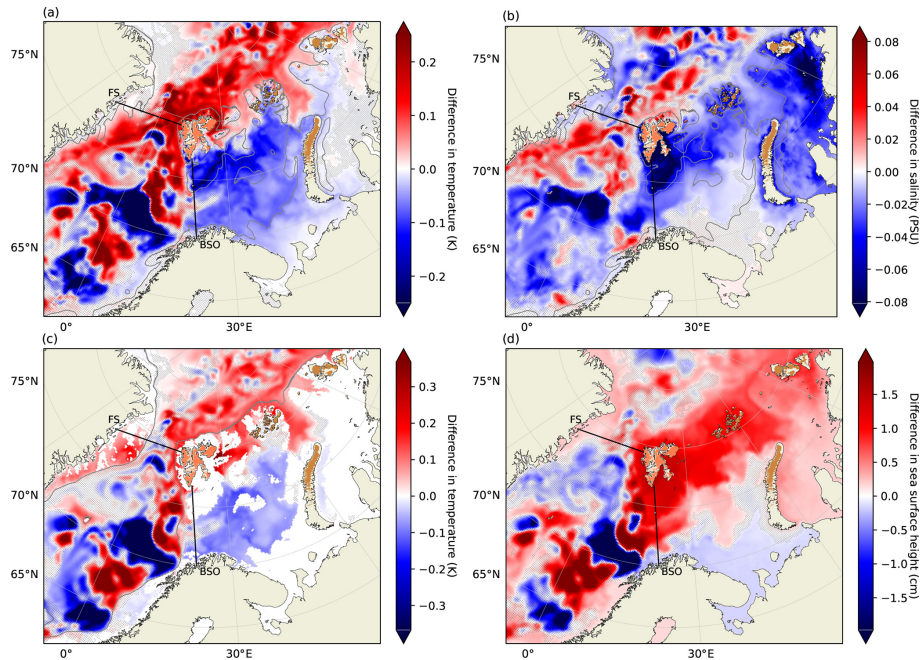 (a)
75°N
70°N
65°N
0°
30°E
FS
BSO
0.2
0.1
0.0
−0.1
−0.2
Difference in temperature (K)
(b)
75°N
70°N
65°N
0°
30°E
FS
BSO
0.08
0.06
0.04
0.02
0.00
−0.02
−0.04
−0.06
−0.08
Difference in salinity (PSU)
(c)
75°N
70°N
65°N
0°
30°E
FS
BSO
0.3
0.2
0.1
0.0
−0.1
−0.2
−0.3
Difference in temperature (K)
(d)
75°N
70°N
65°N
0°
30°E
FS
BSO
1.5
1.0
0.5
0.0
−0.5
−1.0
−1.5
Difference in sea surface height (cm)